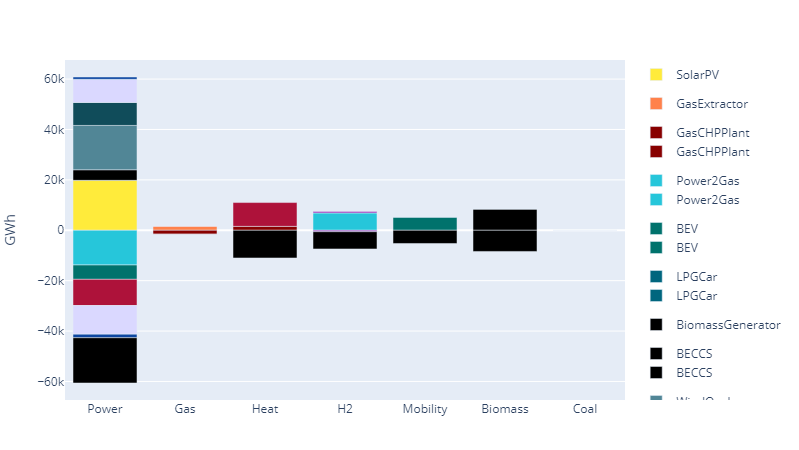 GWh
60k
40k
20k
0
−20k
−40k
−60k
Power Gas Heat H2 Mobility Biomass Coal
SolarPV
GasExtractor
GasCHPPlant
GasCHPPlant
Power2Gas
Power2Gas
BEV
BEV
LPGCar
LPGCar
BiomassGenerator
BECCS
BECCS